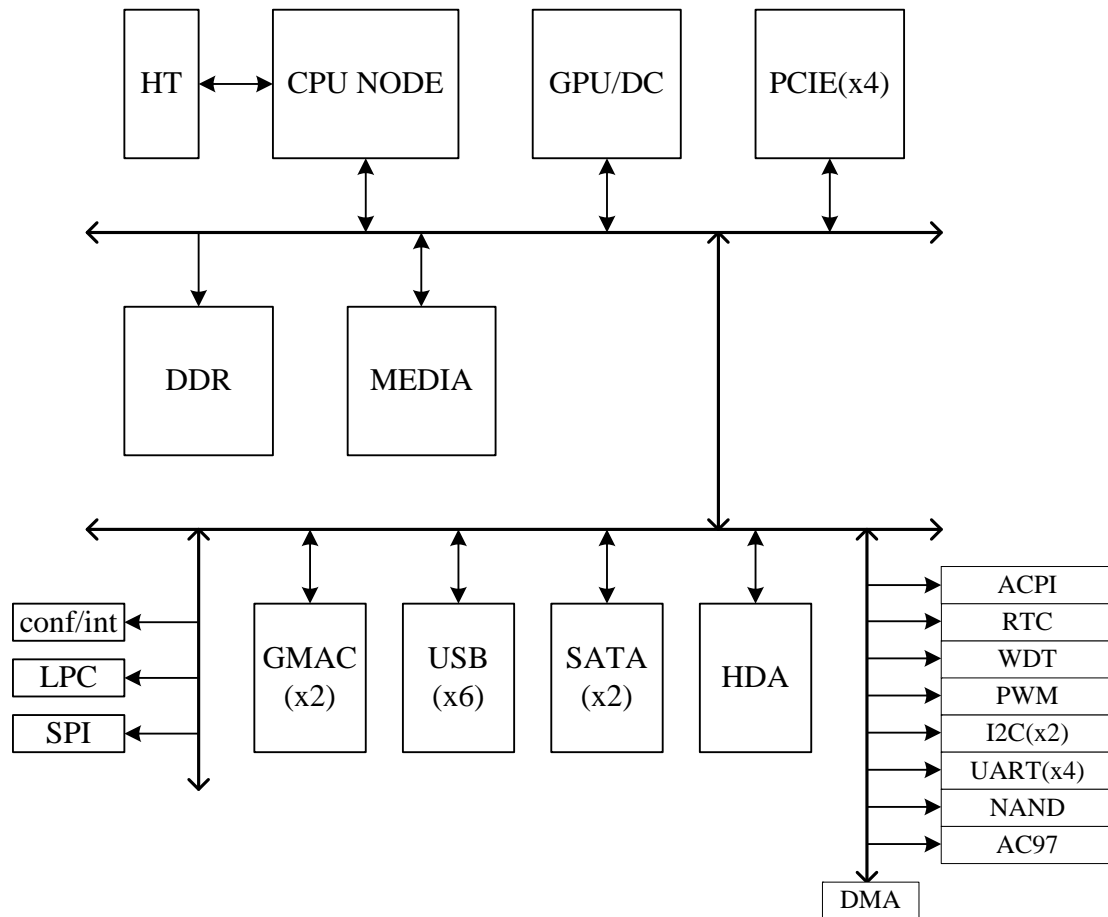 HT
CPU NODE
GPU/DC
PCIE(x4)
DDR
MEDIA
conf/int
LPC
SPI
GMAC
(x2)
USB
(x6)
SATA
(x2)
HDA
ACPI
RTC
WDT
PWM
I2C(x2)
UART(x4)
NAND
AC97
DMA